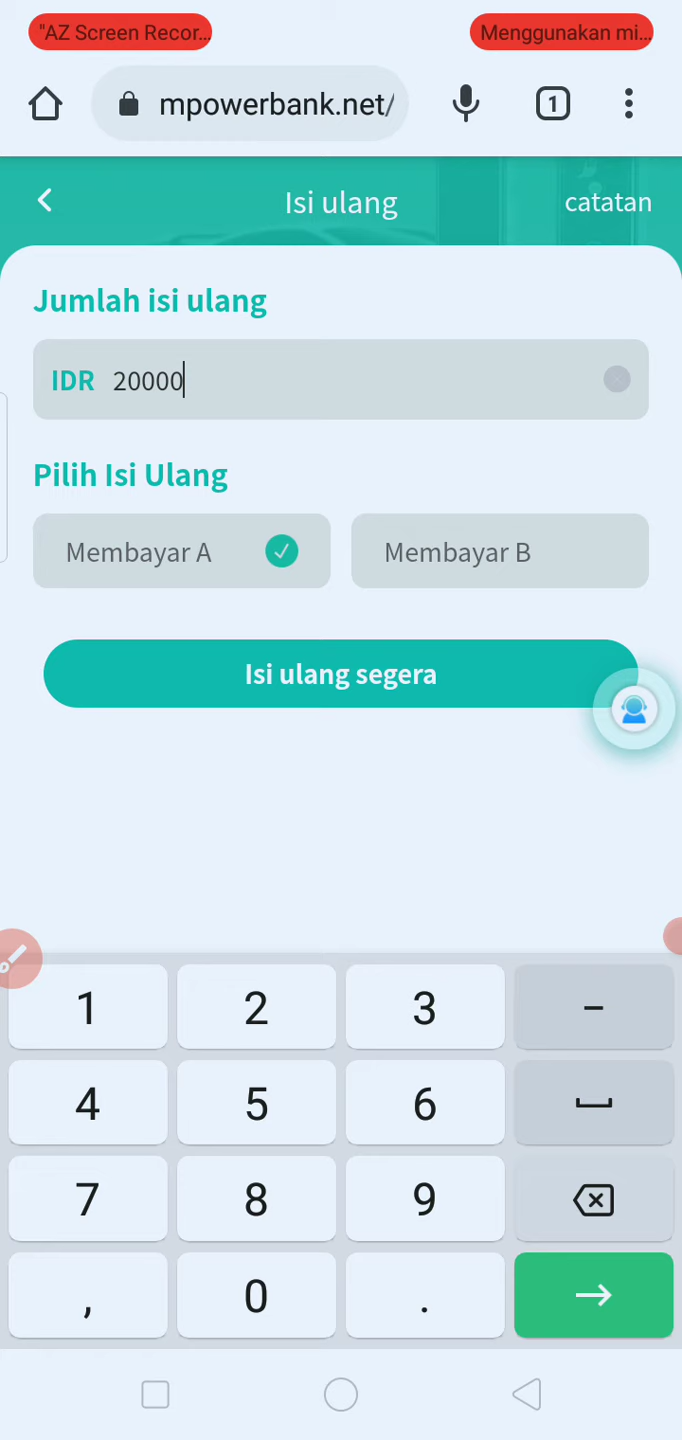 "AZ Screen Recor...
Menggunakan mi...
mpowerbank.net/
1
Isi ulang
catatan
Jumlah isi ulang
IDR 20000
Pilih Isi Ulang
Membayar A
Membayar B
Isi ulang segera
1 2 3 –
4 5 6
7 8 9
, 0 .